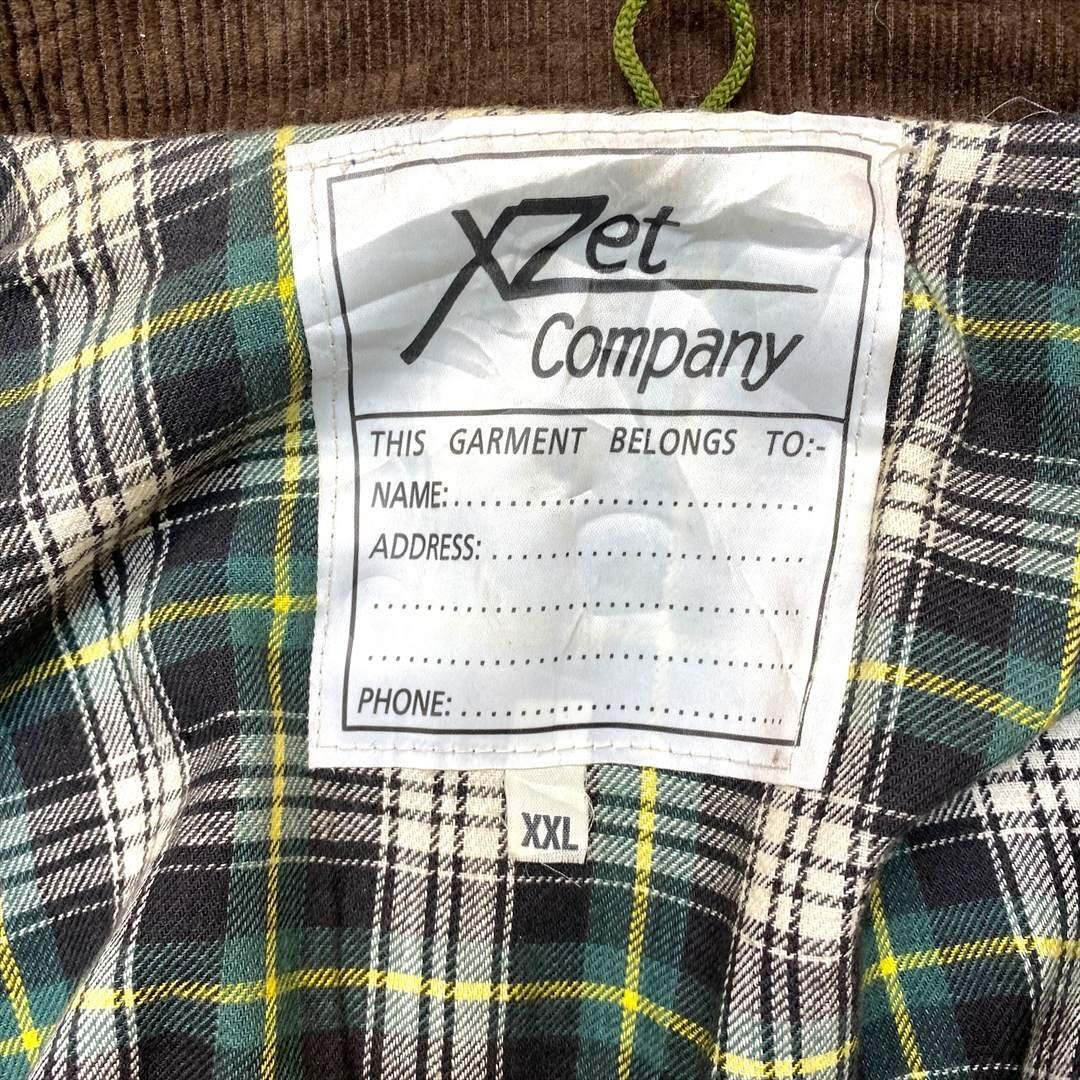 XZet
Company
THIS GARMENT BELONGS TO:-
NAME:..............................
ADDRESS:.........................
........................................
........................................
PHONE:............................
XXL